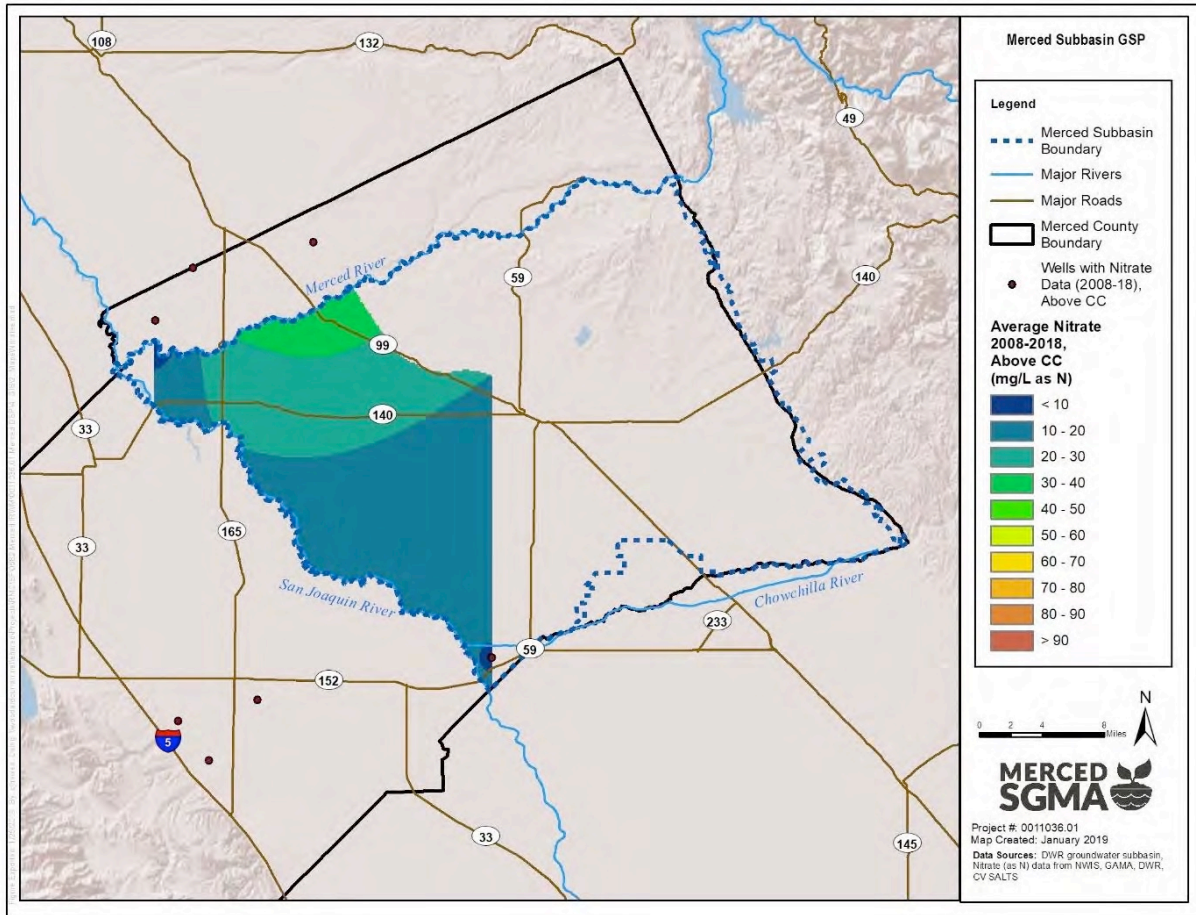 108
132
49
59
140
Merced River
99
140
33
33
165
San Joaquin River
Chowchilla River
233
59
152
5
33
145
Merced Subbasin GSP
Legend
Merced Subbasin
Boundary
Major Rivers
Major Roads
Merced County
Boundary
Wells with Nitrate
Data (2008-18),
Above CC
Average Nitrate
2008-2018,
Above CC
(mg/L as N)
< 10
10 - 20
20 - 30
30 - 40
40 - 50
50 - 60
60 - 70
70 - 80
80 - 90
> 90
N
0 2 4 8
Miles
MERCED
SGMA
Project #: 0011036.01
Map Created: January 2019
Data Sources: DWR groundwater subbasin,
Nitrate (as N) data from NWIS, GAMA, DWR,
CV SALTS